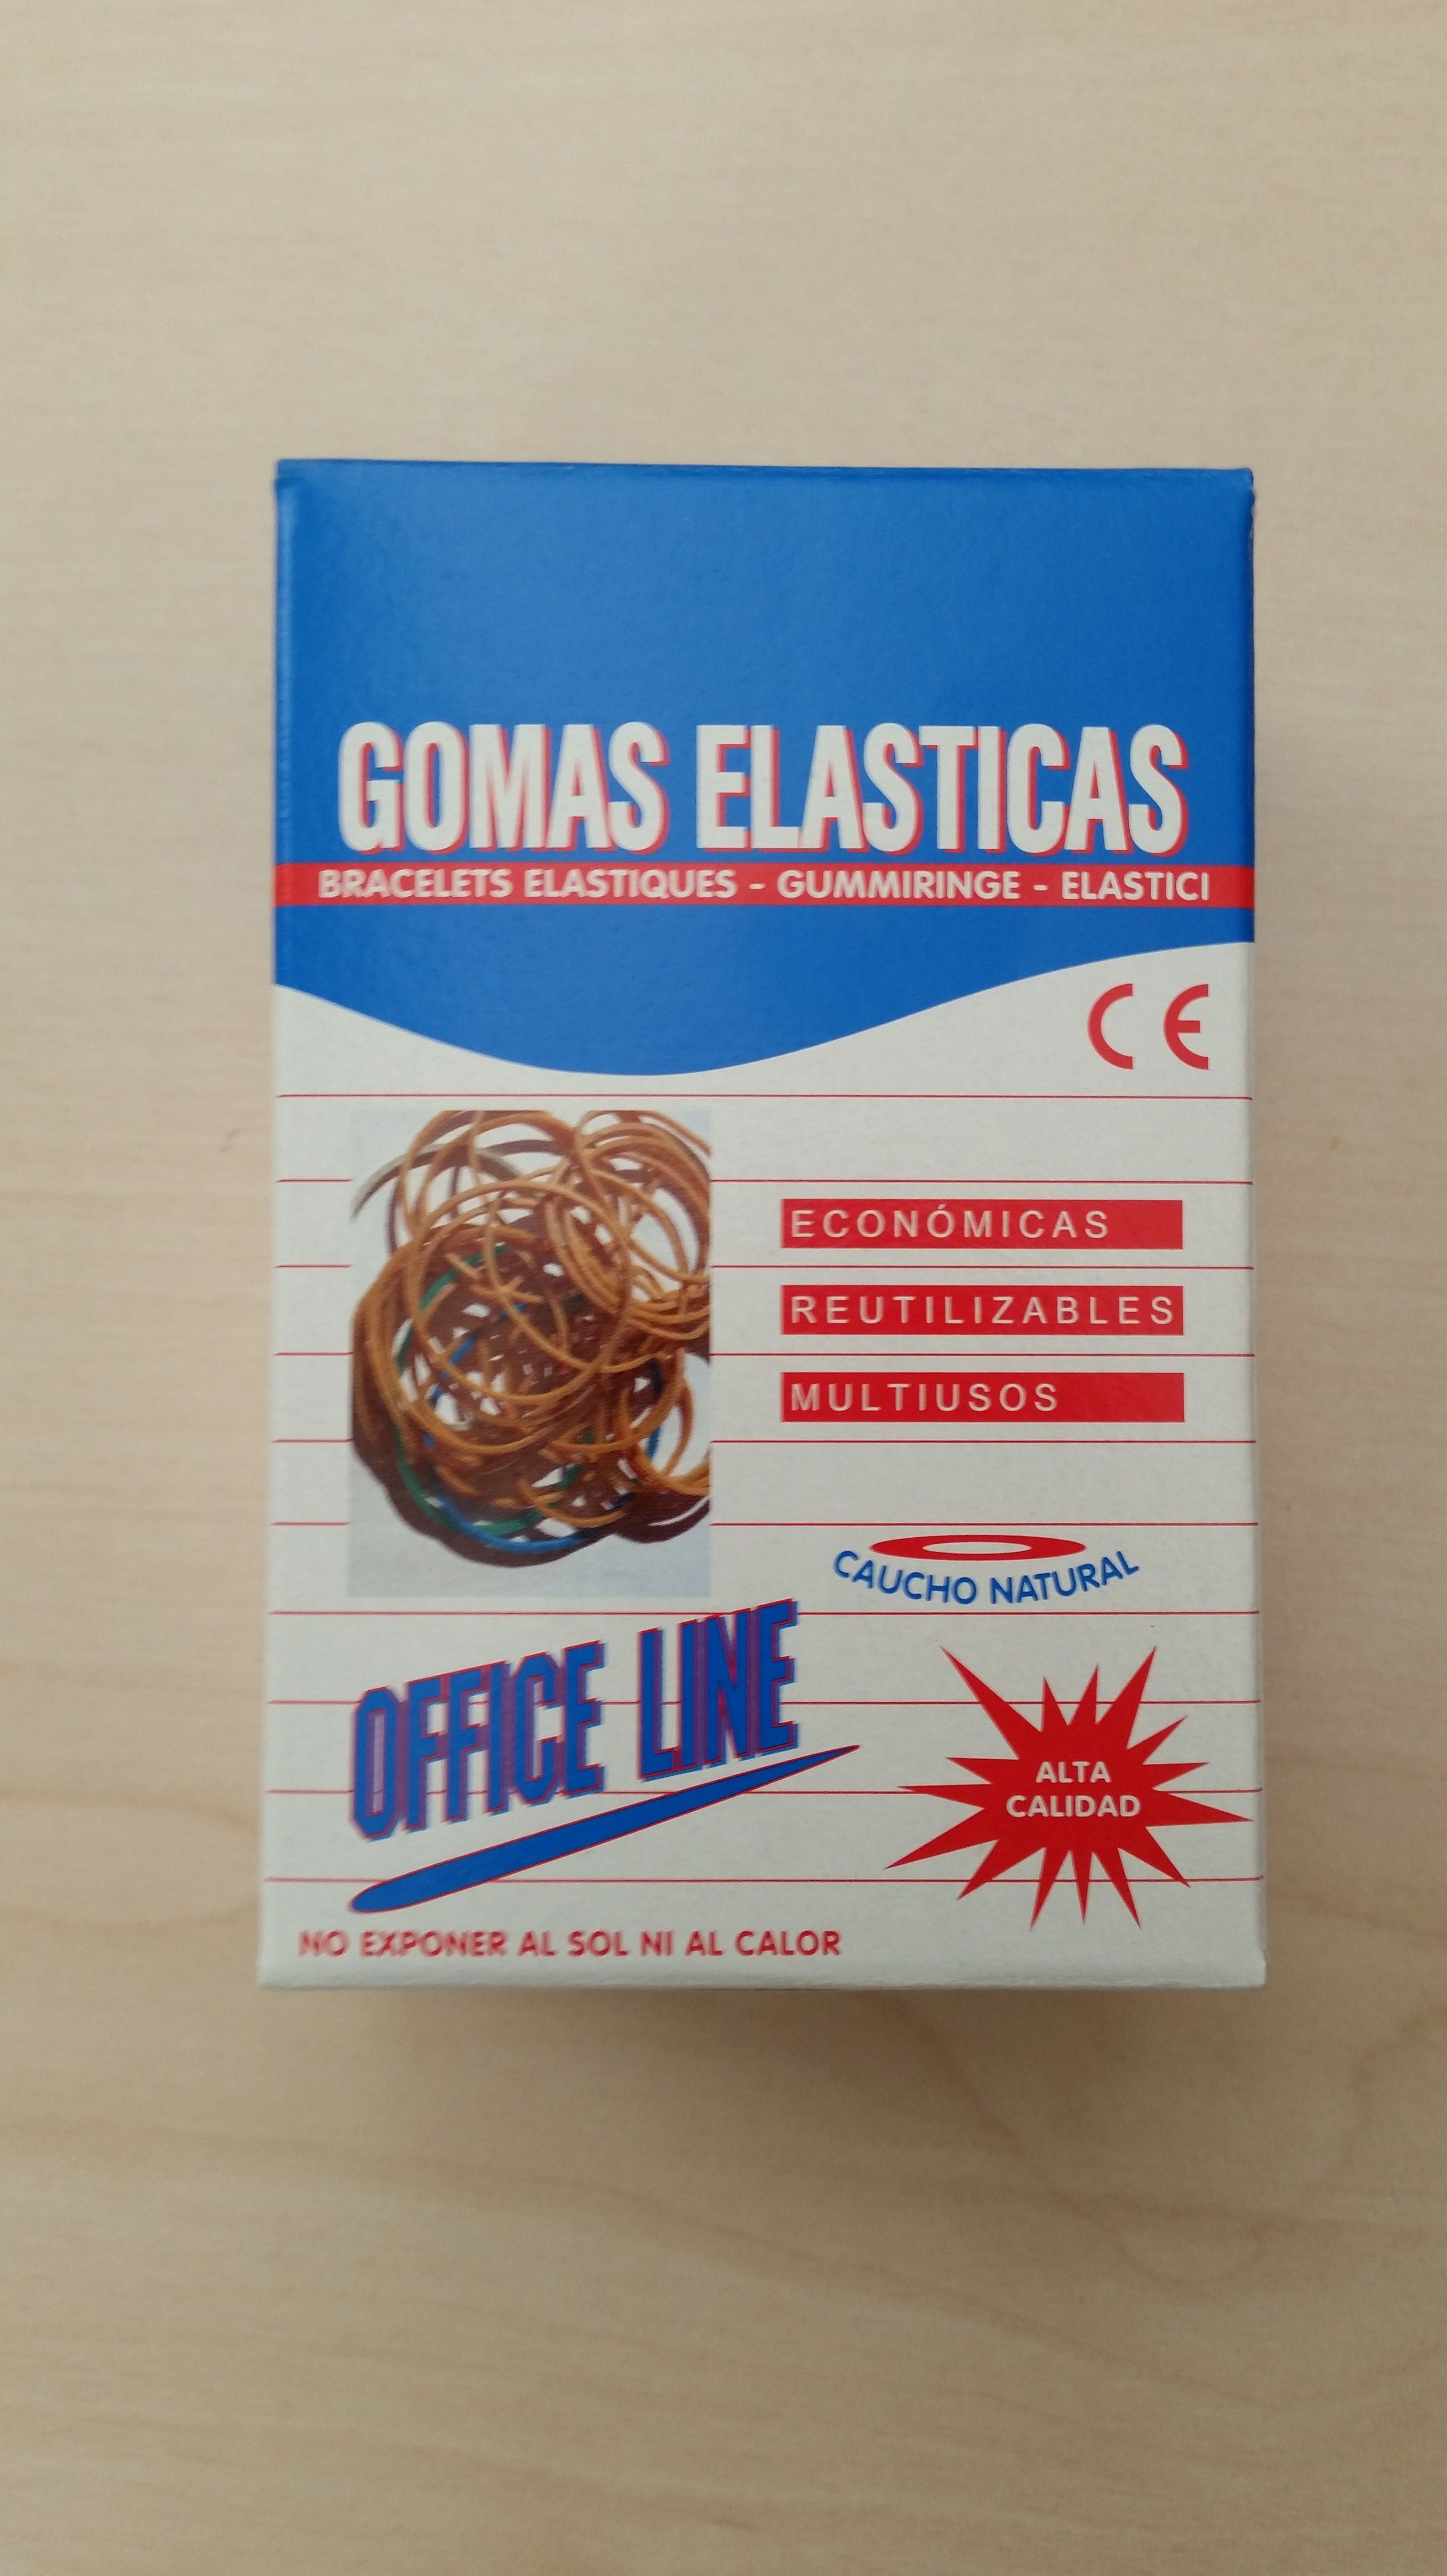 GOMAS ELASTICAS
BRACELETS ELASTIQUES - GUMMIRINGE - ELASTICI
CE
ECONÓMICAS
REUTILIZABLES
MULTIUSOS
CAUCHO NATURAL
OFFICE LINE
ALTA
CALIDAD
NO EXPONER AL SOL NI AL CALOR